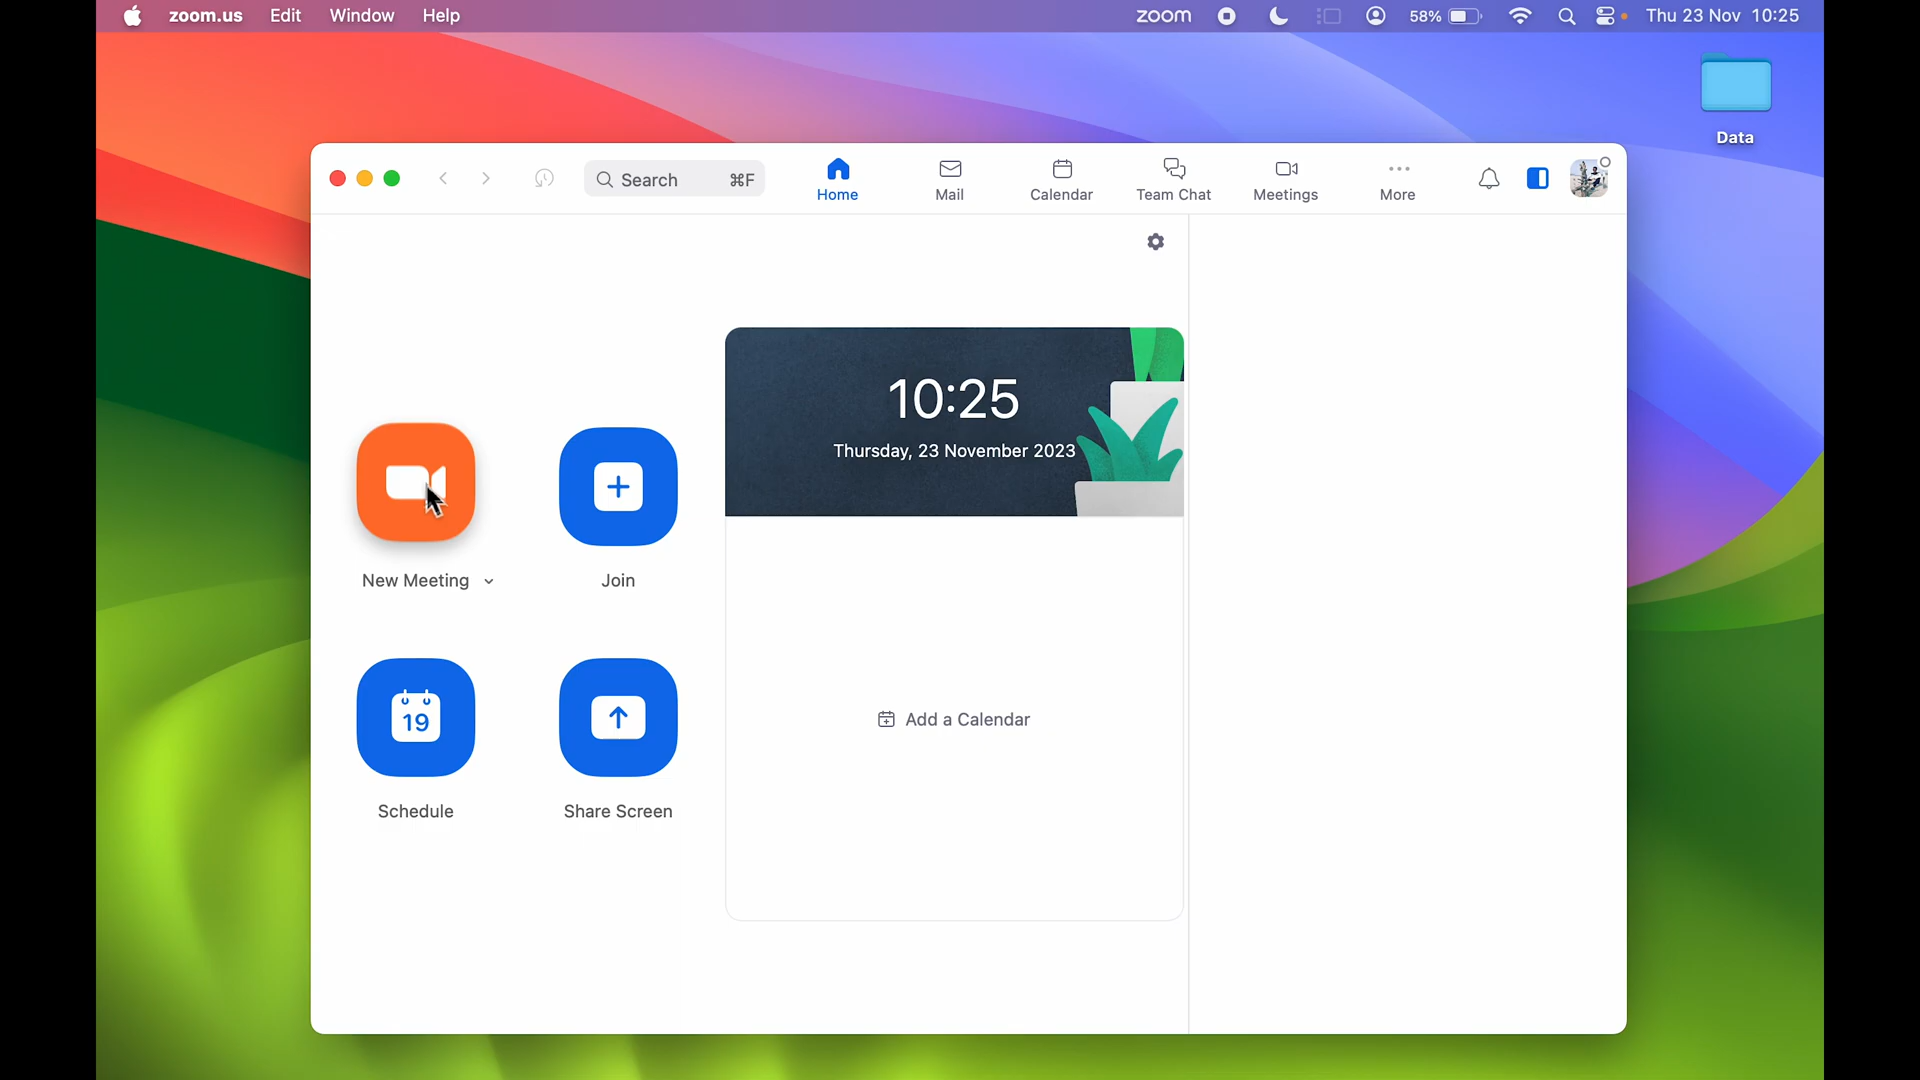 zoom.us Edit Window Help zoom 58% Thu 23 Nov 10:25
Data
Search ⌘F Home Mail Calendar Team Chat Meetings More
10:25
Thursday, 23 November 2023
New Meeting
Join
Add a Calendar
19
Schedule
Share Screen